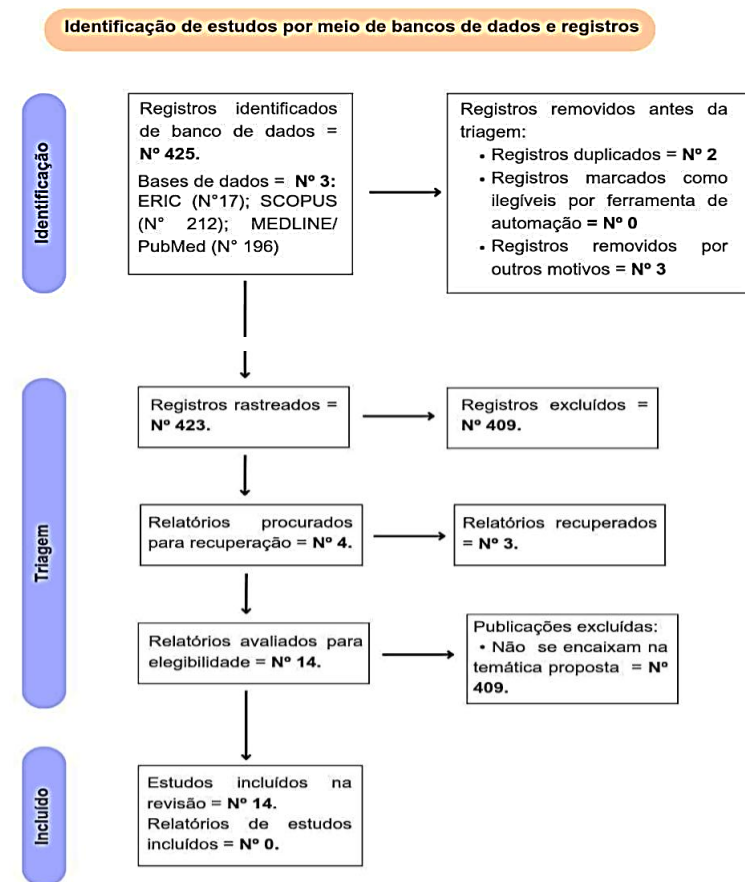 Identificação de estudos por meio de bancos de dados e registros
Identificação
Registros identificados
de banco de dados =
Nº 425.
Bases de dados = Nº 3:
ERIC (N°17); SCOPUS
(N° 212); MEDLINE/
PubMed (N° 196)
Registros removidos antes da
triagem:
• Registros duplicados = Nº 2
• Registros marcados como
ilegíveis por ferramenta de
automação = Nº 0
• Registros removidos por
outros motivos = Nº 3
Triagem
Registros rastreados =
Nº 423.
Registros excluídos =
Nº 409.
Relatórios procurados
para recuperação = Nº 4.
Relatórios recuperados
= Nº 3.
Relatórios avaliados para
elegibilidade = Nº 14.
Publicações excluídas:
• Não se encaixam na
temática proposta = Nº
409.
Incluído
Estudos incluídos na
revisão = Nº 14.
Relatórios de estudos
incluídos = Nº 0.